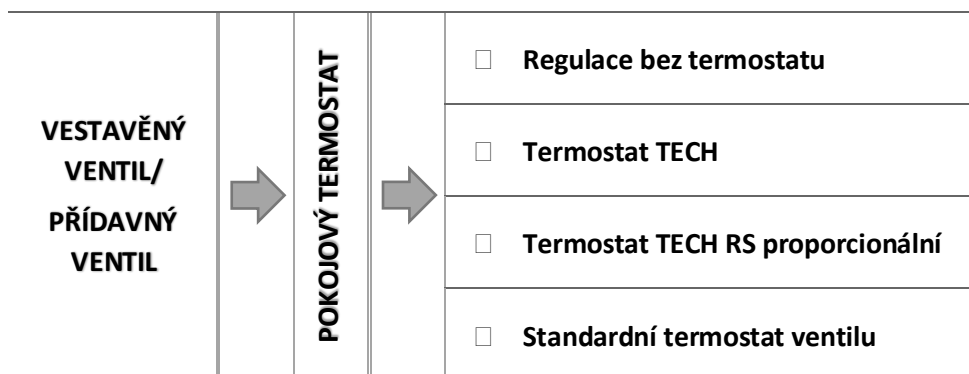 VESTAVĚNÝ
VENTIL/
PŘÍDAVNÝ
VENTIL
POKOJOVÝ TERMOSTAT
Regulace bez termostatu
Termostat TECH
Termostat TECH RS proporcionální
Standardní termostat ventilu